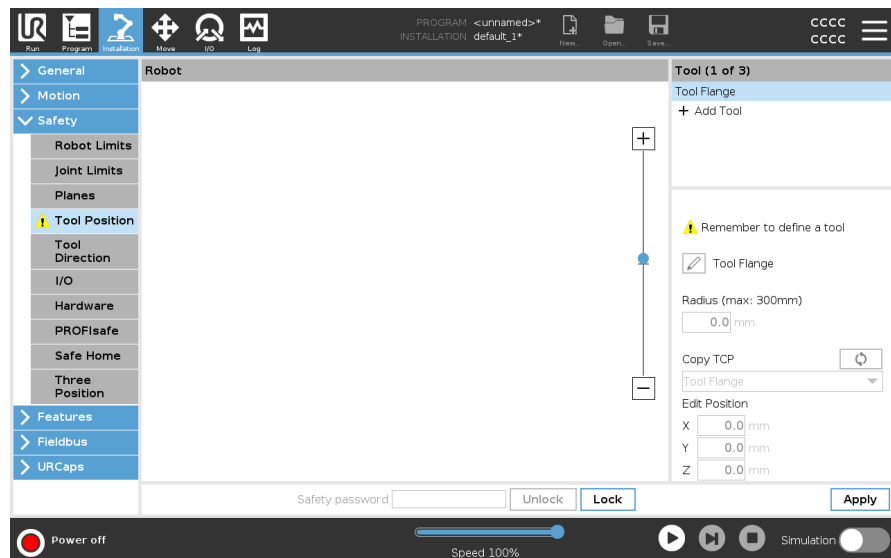 PROGRAM <unnamed>*
INSTALLATION default_1*
CCCC
CCCC
Run Program Installation Move I/O Log New... Open... Save...
General
Motion
Safety
Robot Limits
Joint Limits
Planes
Tool Position
Tool
Direction
I/O
Hardware
PROFIsafe
Safe Home
Three
Position
Features
Fieldbus
URCaps
Robot
Tool (1 of 3)
Tool Flange
+ Add Tool
Remember to define a tool
Tool Flange
Radius (max: 300mm)
0.0 mm
Copy TCP
Tool Flange
Edit Position
X 0.0 mm
Y 0.0 mm
Z 0.0 mm
Safety password Unlock Lock Apply
Power off
Speed 100%
Simulation